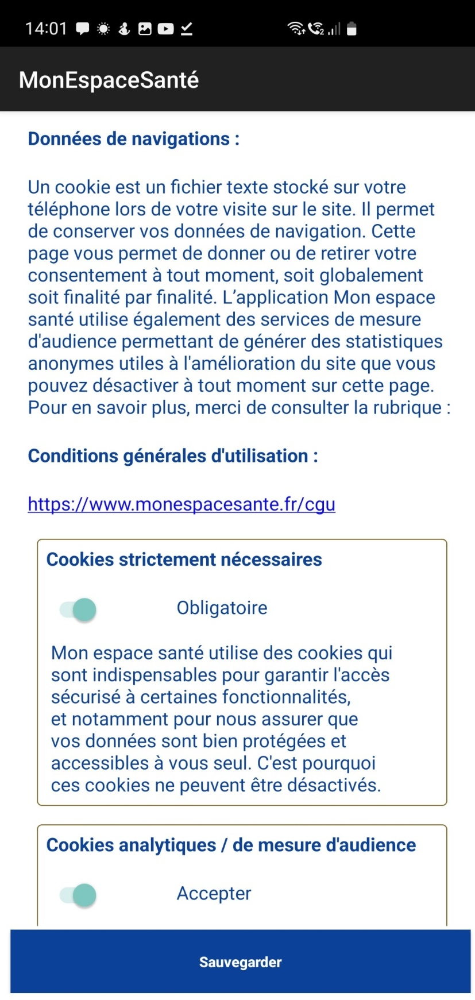 14:01
MonEspaceSanté
Données de navigations :
Un cookie est un fichier texte stocké sur votre
téléphone lors de votre visite sur le site. Il permet
de conserver vos données de navigation. Cette
page vous permet de donner ou de retirer votre
consentement à tout moment, soit globalement
soit finalité par finalité. L’application Mon espace
santé utilise également des services de mesure
d'audience permettant de générer des statistiques
anonymes utiles à l'amélioration du site que vous
pouvez désactiver à tout moment sur cette page.
Pour en savoir plus, merci de consulter la rubrique :
Conditions générales d'utilisation :
https://www.monespacesante.fr/cgu
Cookies strictement nécessaires
Obligatoire
Mon espace santé utilise des cookies qui
sont indispensables pour garantir l'accès
sécurisé à certaines fonctionnalités,
et notamment pour nous assurer que
vos données sont bien protégées et
accessibles à vous seul. C'est pourquoi
ces cookies ne peuvent être désactivés.
Cookies analytiques / de mesure d'audience
Accepter
Sauvegarder